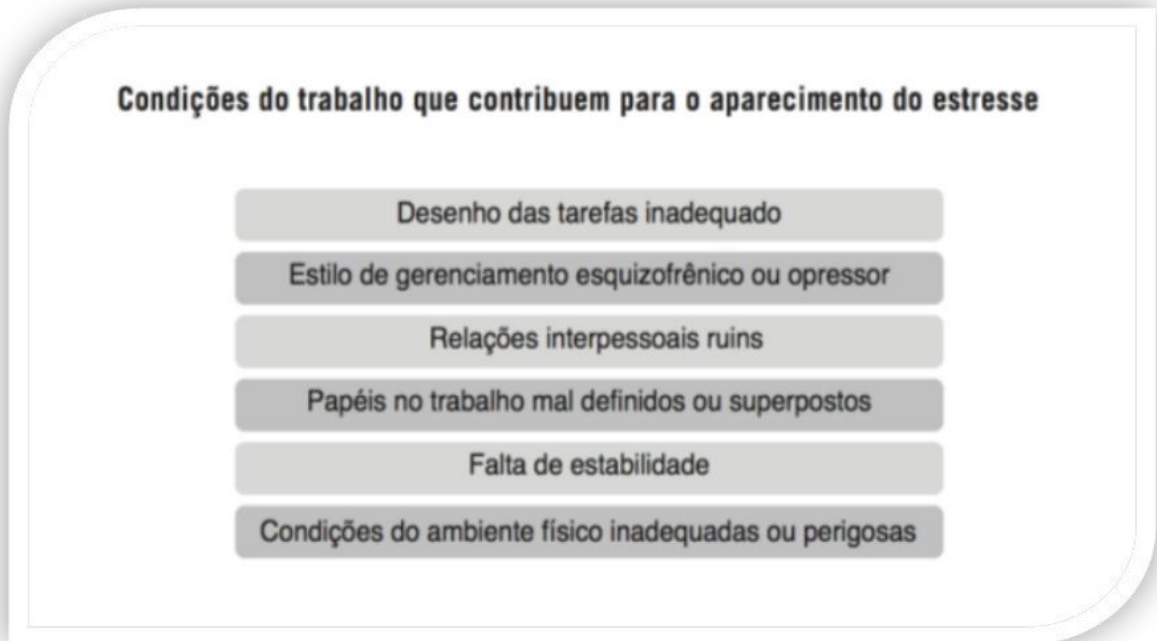 Condições do trabalho que contribuem para o aparecimento do estresse
Desenho das tarefas inadequado
Estilo de gerenciamento esquizofrênico ou opressor
Relações interpessoais ruins
Papéis no trabalho mal definidos ou superpostos
Falta de estabilidade
Condições do ambiente físico inadequadas ou perigosas